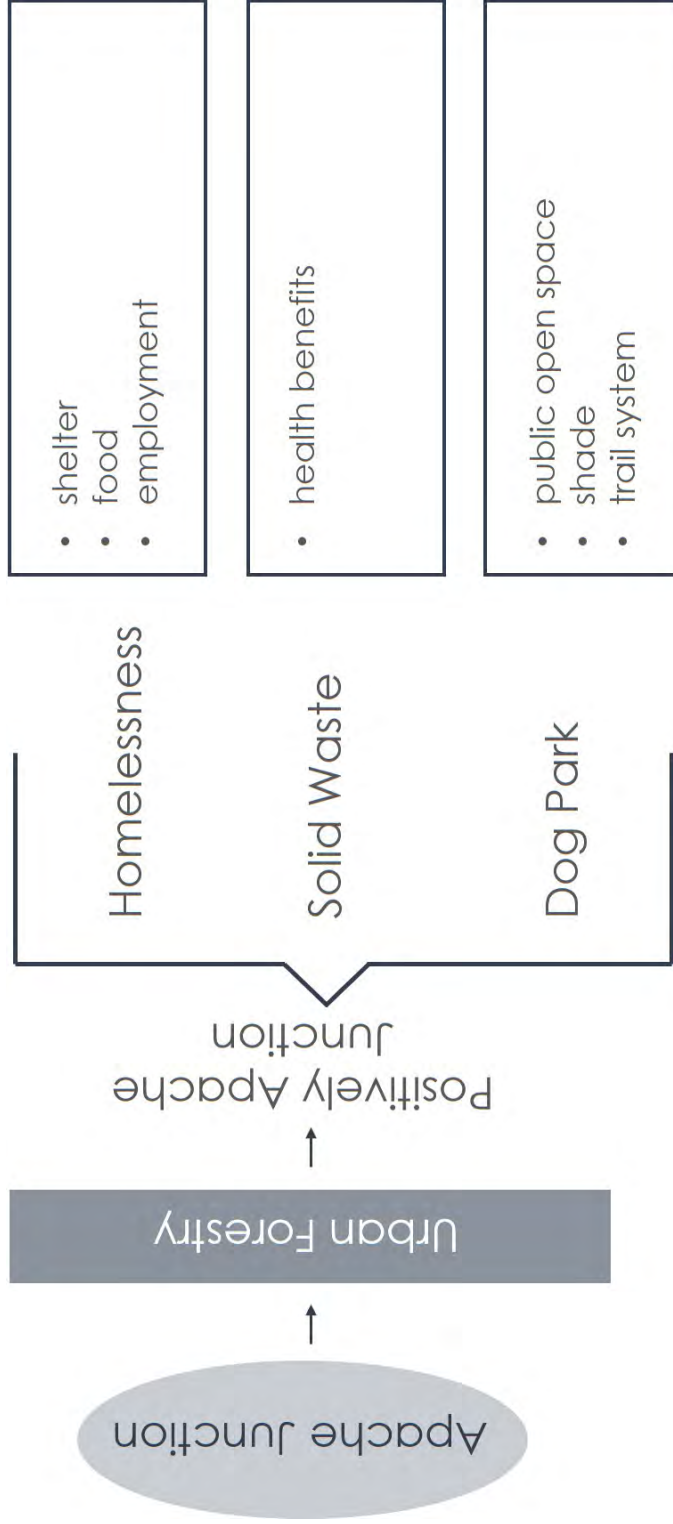 Apache Junction
Urban Forestry
Positively Apache
Junction
Homelessness
• shelter
• food
• employment
Solid Waste
• health benefits
Dog Park
• public open space
• shade
• trail system